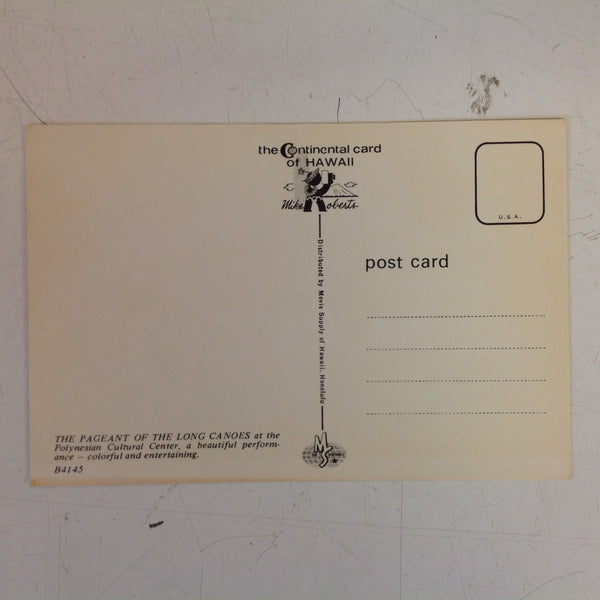 the Continental card
of HAWAII
Mike Roberts
U.S.A.
post card
Distributed by Movie Supply of Hawaii, Honolulu
THE PAGEANT OF THE LONG CANOES at the
Polynesian Cultural Center, a beautiful perform-
ance – colorful and entertaining.
B4145
MS